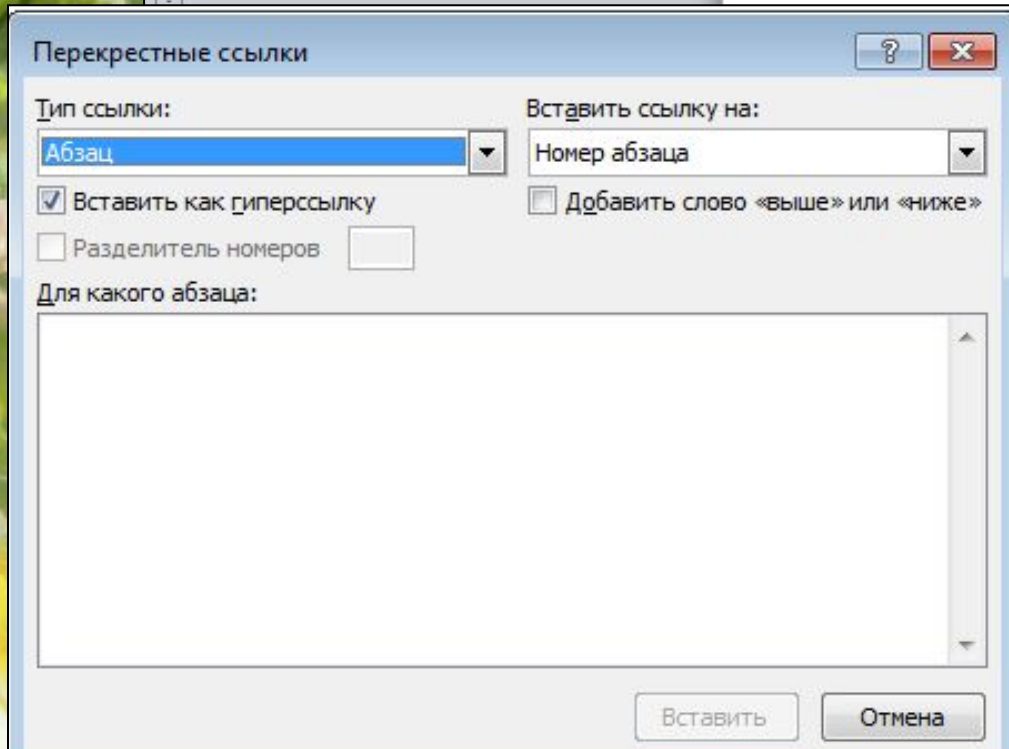 Перекрестные ссылки
Тип ссылки:
Вставить ссылку на:
Абзац
Номер абзаца
Вставить как гиперссылку
Добавить слово «выше» или «ниже»
Разделитель номеров
Для какого абзаца:
Вставить
Отмена